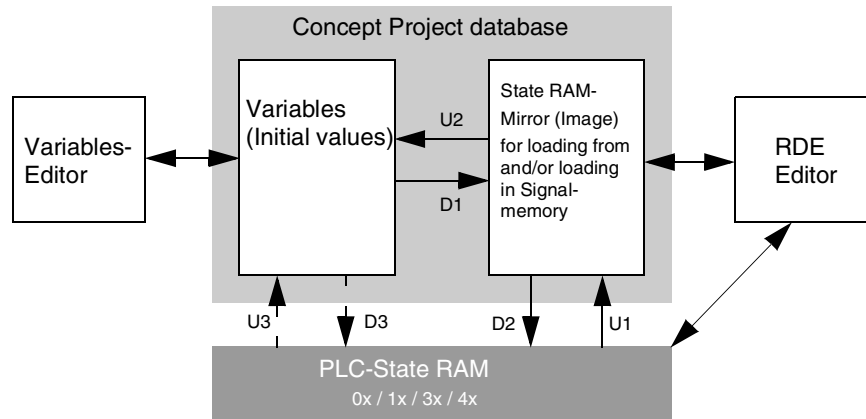 Concept Project database
Variables-
Editor
Variables
(Initial values)
U2
D1
State RAM-
Mirror (Image)
for loading from
and/or loading
in Signal-
memory
RDE
Editor
U3
D3
D2
U1
PLC-State RAM
0x / 1x / 3x / 4x